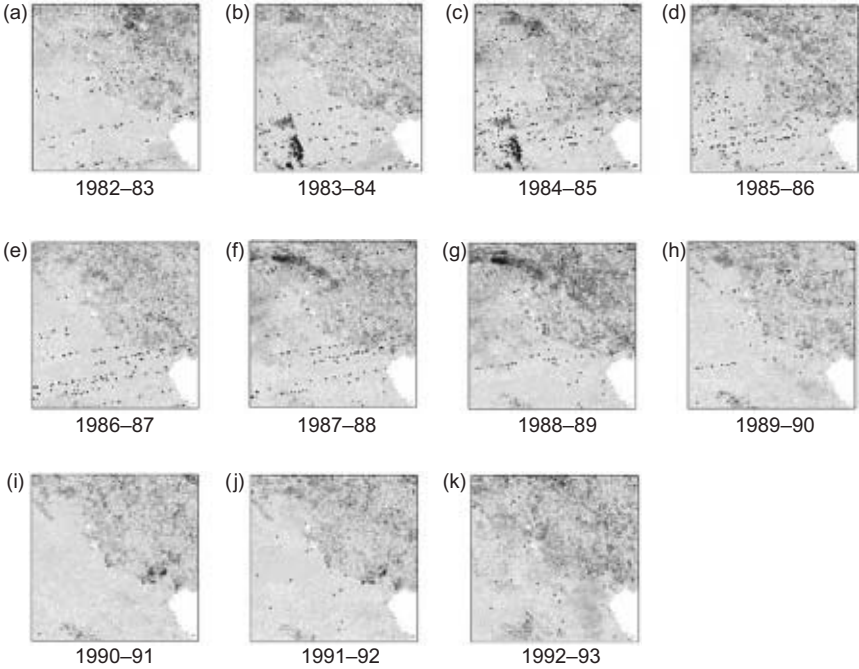 (a) (b) (c) (d)
1982–83 1983–84 1984–85 1985–86
(e) (f) (g) (h)
1986–87 1987–88 1988–89 1989–90
(i) (j) (k)
1990–91 1991–92 1992–93